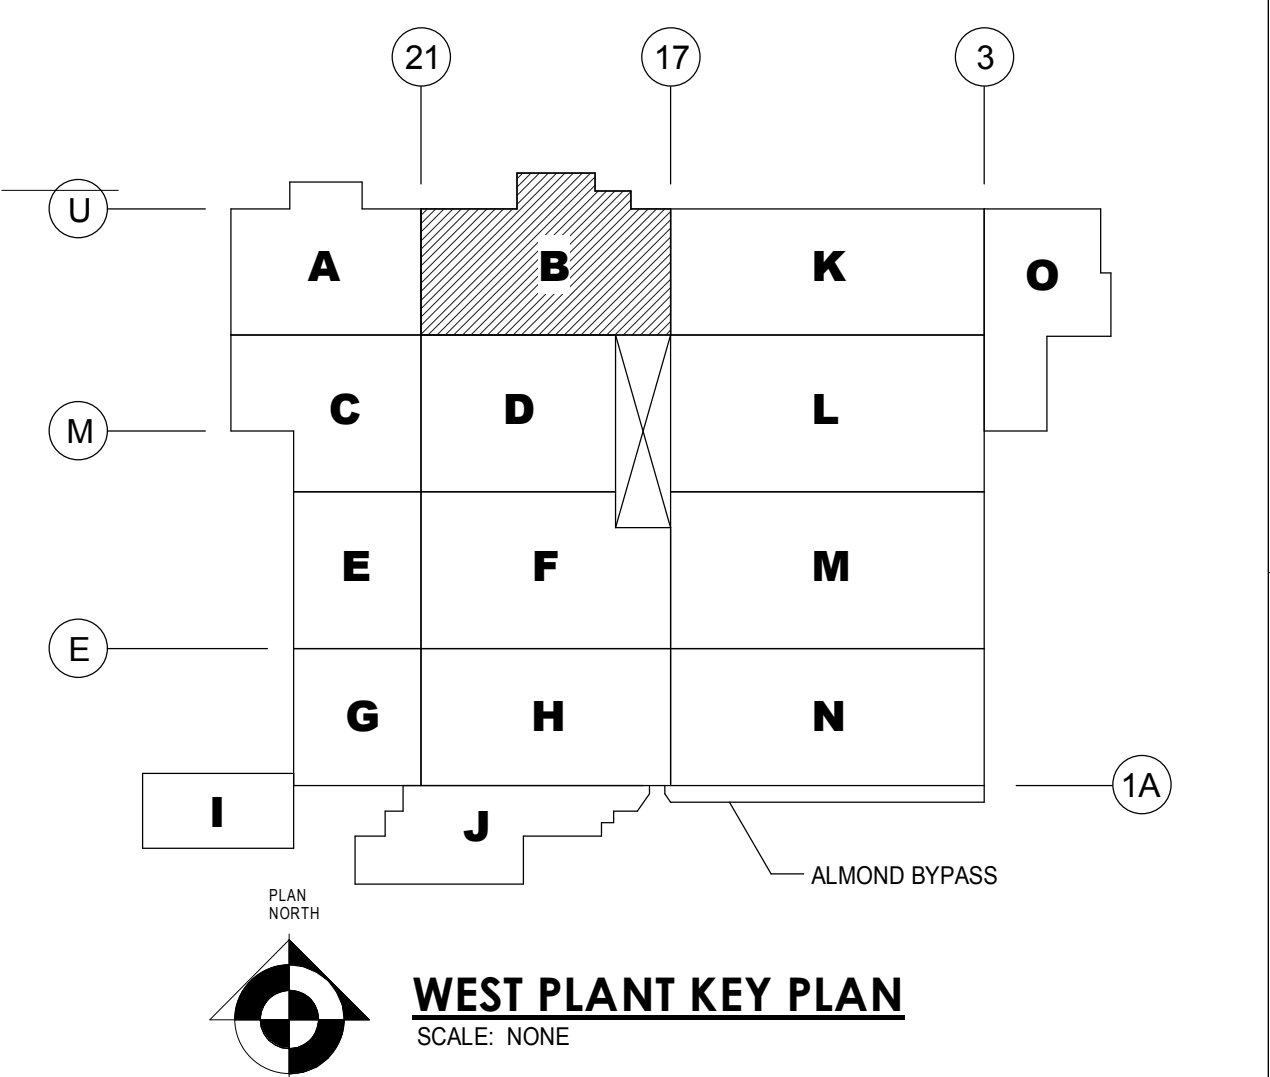 21
17
3
U
A
B
K
O
M
C
D
L
E
E
F
M
G
H
N
1A
I
J
ALMOND BYPASS
PLAN
NORTH
WEST PLANT KEY PLAN
SCALE: NONE